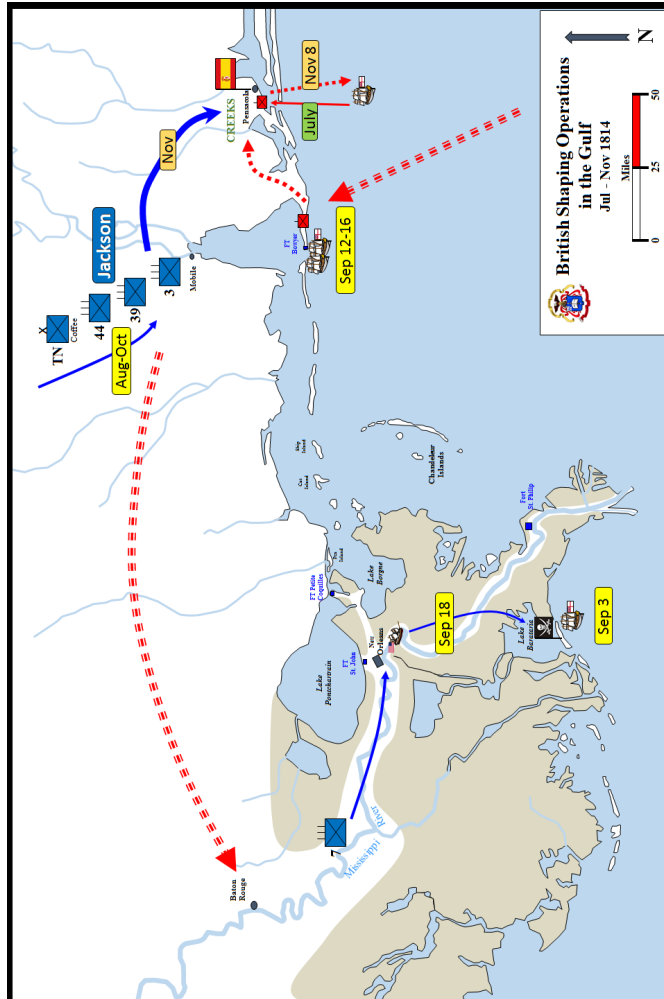 British Shaping Operations
in the Gulf
Jul - Nov 1814
Miles
0
25
50
N
TN
X
Coffee
44
39
3
Jackson
Aug-Oct
Mobile
Nov
CREEKS
Pensacola
July
Nov 8
FT
Bowyer
Sep 12-16
Ship
Island
Cat
Island
Chandeleur
Islands
Pea
Island
FT Petite
Coquilles
Lake
Borgne
Lake
Pontchartrain
FT
St. John
New
Orleans
Baton
Rouge
7
Mississippi
River
Sep 18
Fort
St. Philip
Lake
Barataria
Sep 3